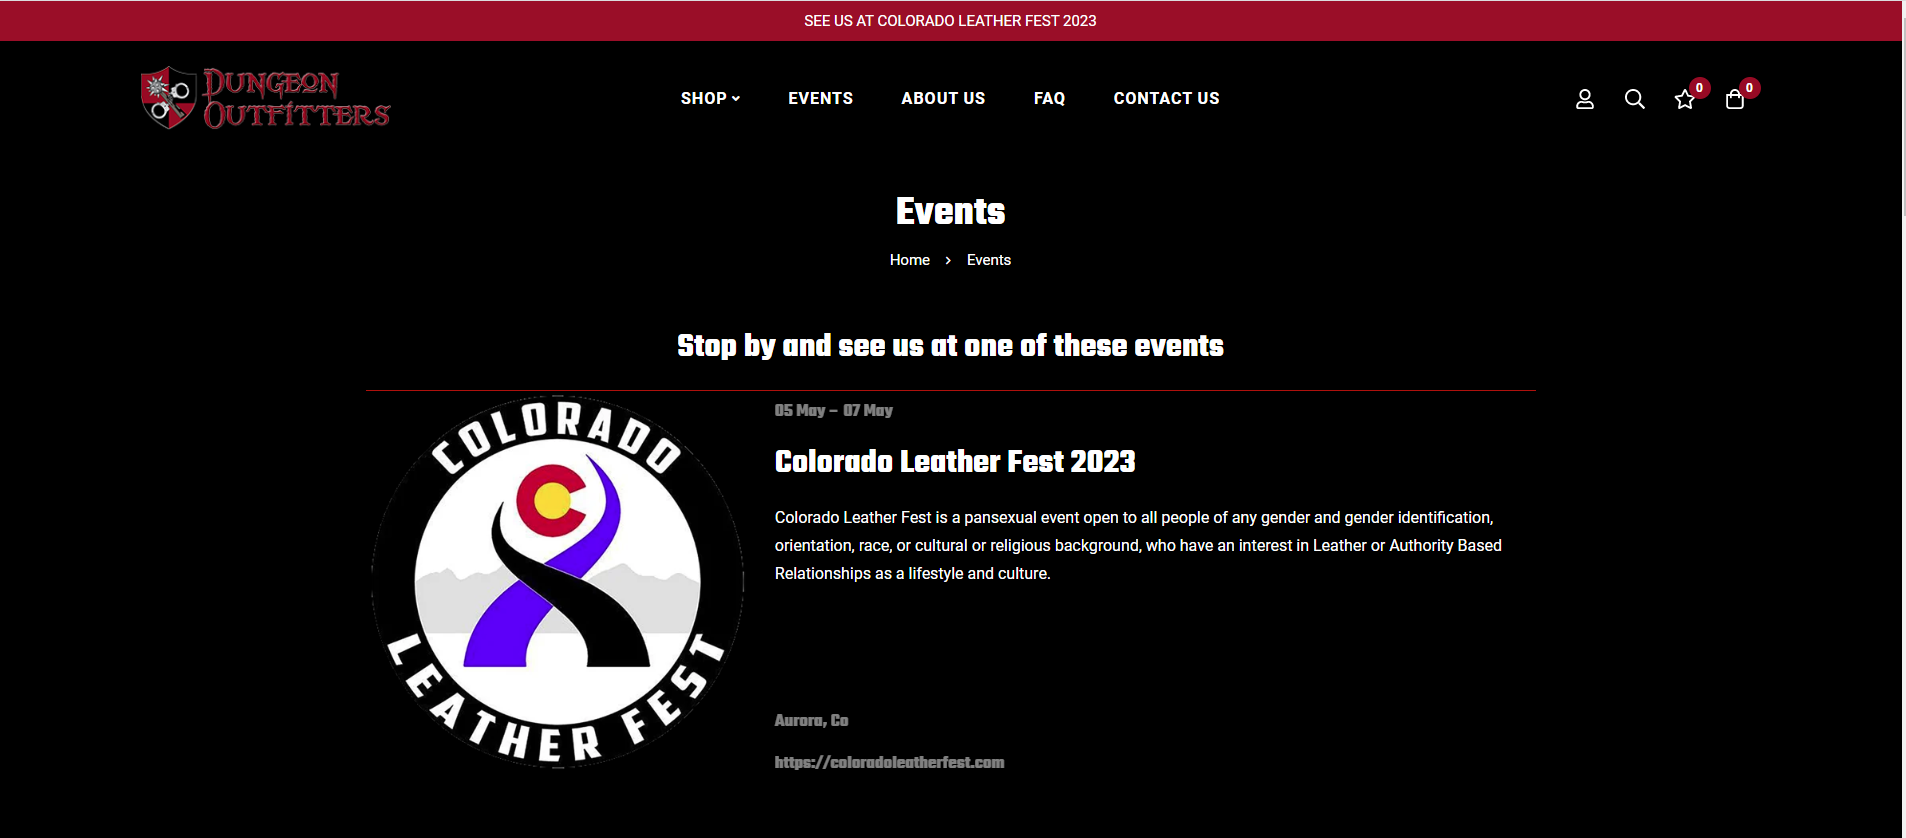 SEE US AT COLORADO LEATHER FEST 2023
DUNGEON
OUTFITTERS
SHOP
EVENTS
ABOUT US
FAQ
CONTACT US
0
0
Events
Home > Events
Stop by and see us at one of these events
COLORADO
LEATHER FEST
05 May – 07 May
Colorado Leather Fest 2023
Colorado Leather Fest is a pansexual event open to all people of any gender and gender identification,
orientation, race, or cultural or religious background, who have an interest in Leather or Authority Based
Relationships as a lifestyle and culture.
Aurora, Co
https://coloradoleatherfest.com